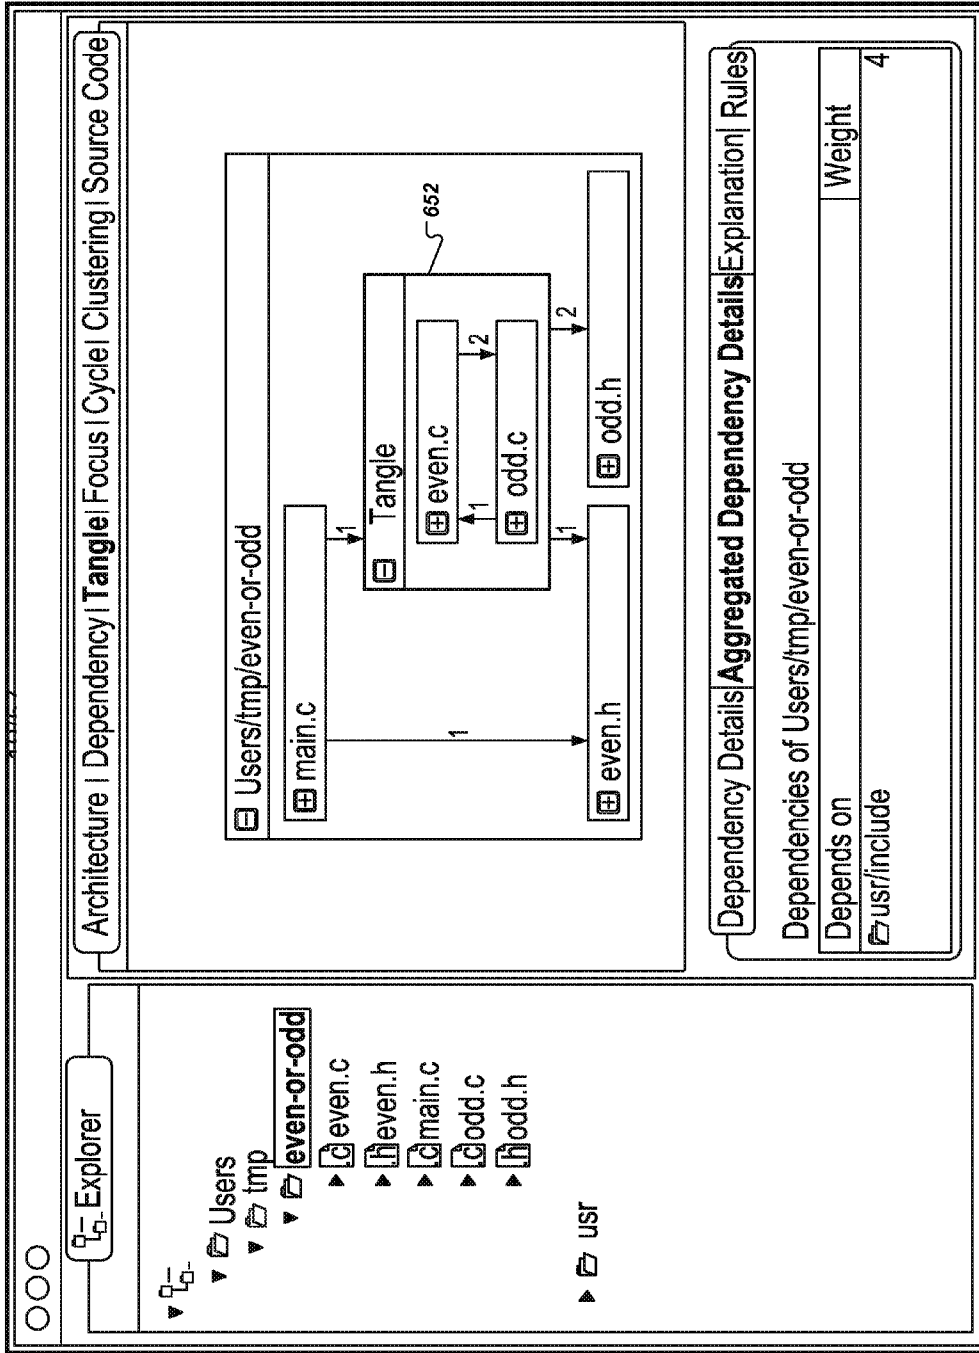 Explorer
Users
tmp
even-or-odd
.c even.c
.h even.h
.c main.c
.c odd.c
.h odd.h
usr
Architecture | Dependency | Tangle | Focus | Cycle | Clustering | Source Code
Users/tmp/even-or-odd
main.c
1
Tangle
652
even.c
1
2
odd.c
1
1
2
even.h
odd.h
Dependency Details | Aggregated Dependency Details | Explanation | Rules
Dependencies of Users/tmp/even-or-odd
Depends on Weight
usr/include 4